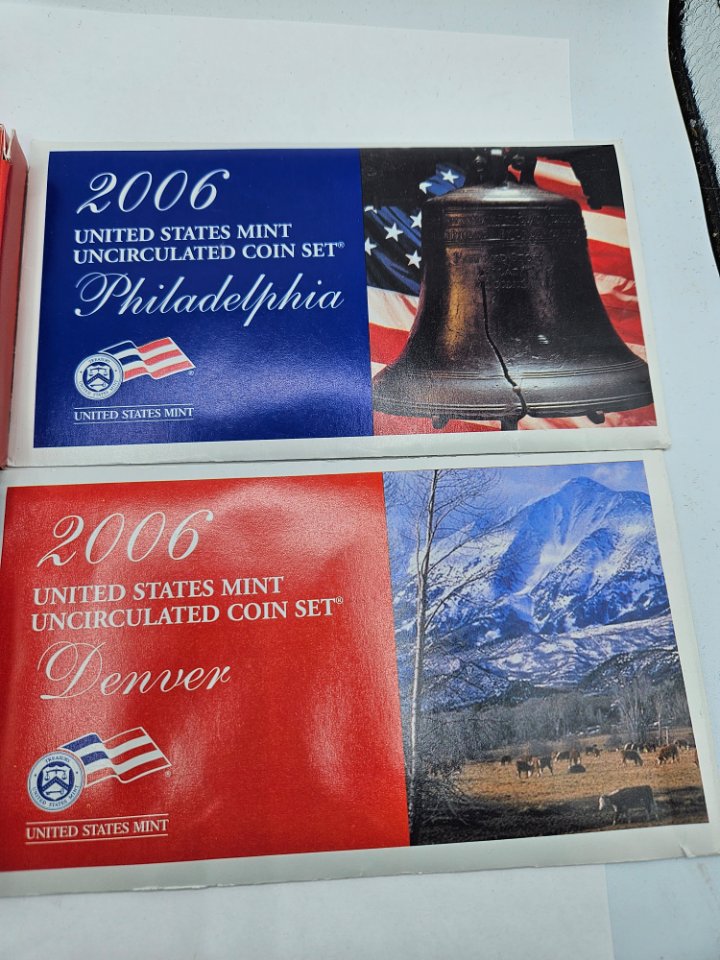 2006
UNITED STATES MINT
UNCIRCULATED COIN SET®
Philadelphia
UNITED STATES MINT
2006
UNITED STATES MINT
UNCIRCULATED COIN SET®
Denver
UNITED STATES MINT